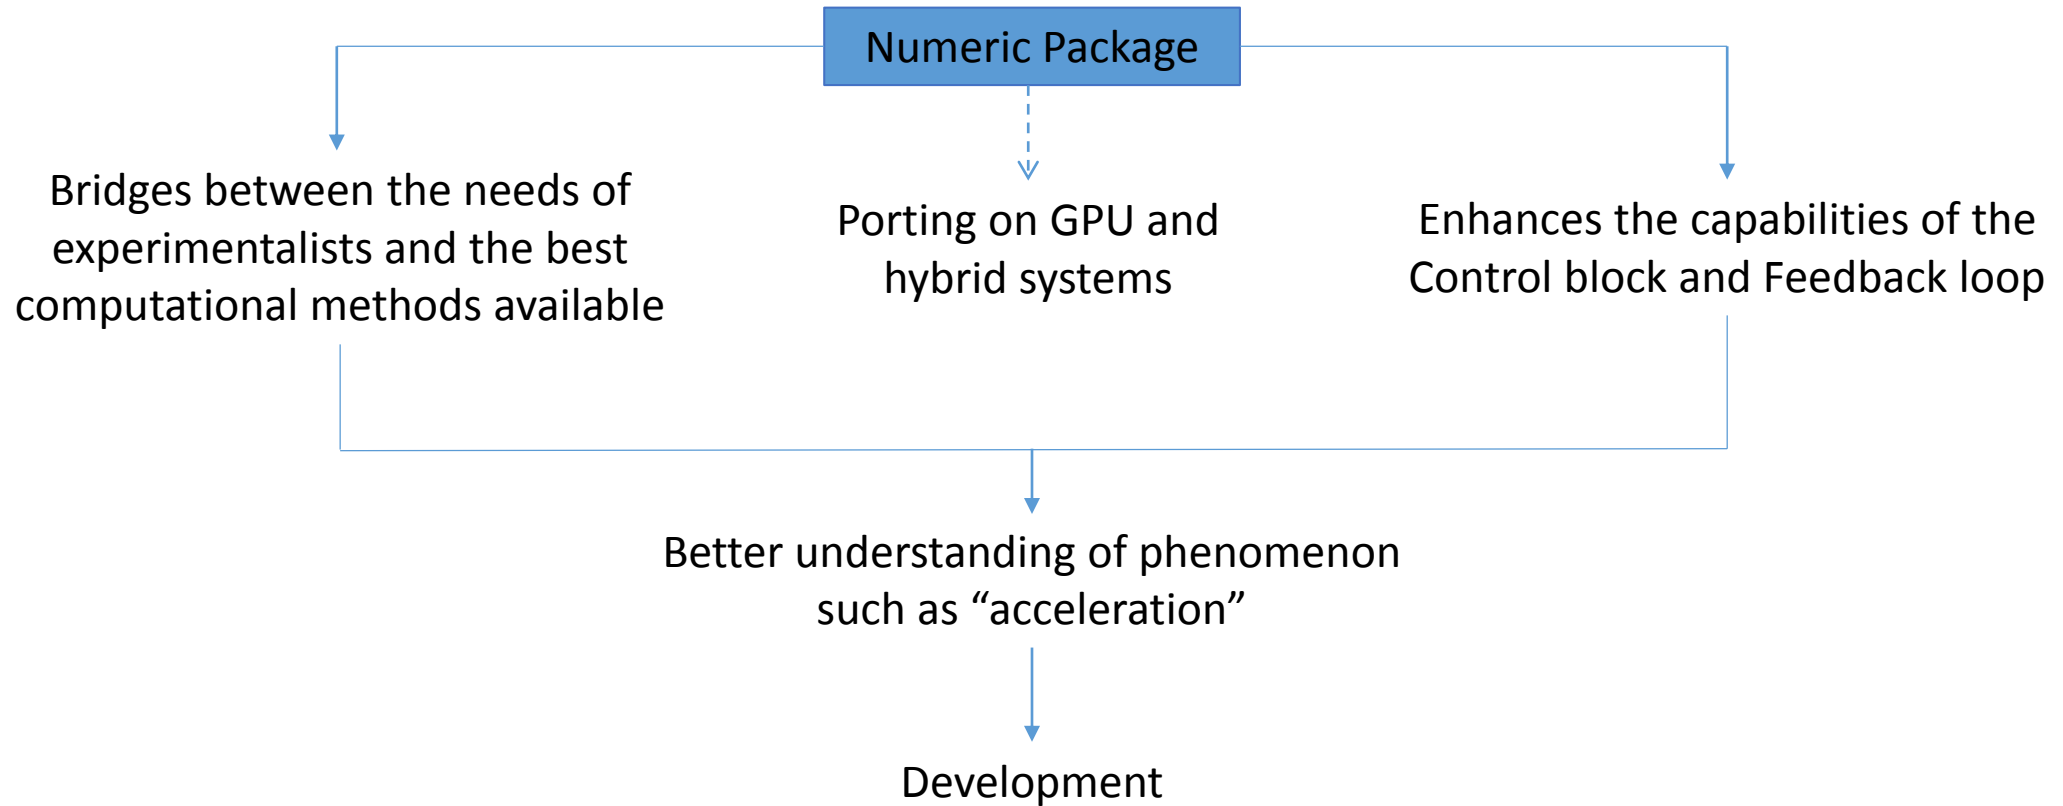 Numeric Package
Bridges between the needs of
experimentalists and the best
computational methods available
Porting on GPU and
hybrid systems
Enhances the capabilities of the
Control block and Feedback loop
Better understanding of phenomenon
such as “acceleration”
Development